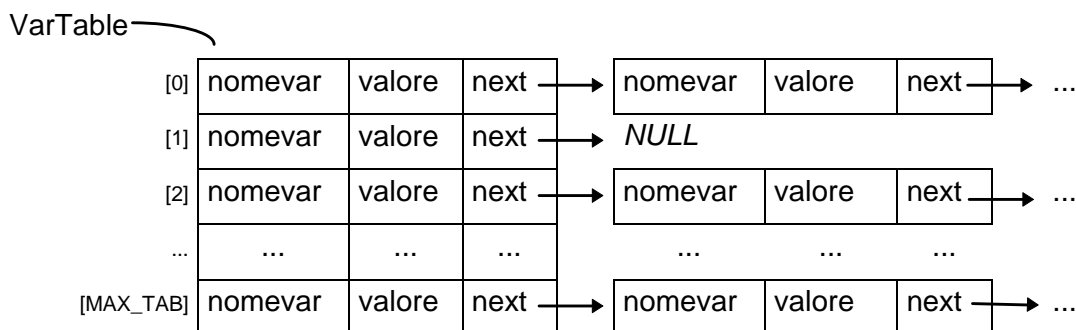 VarTable
[0] nomevar valore next nomevar valore next ...
[1] nomevar valore next NULL
[2] nomevar valore next nomevar valore next ...
... ... ... ... ... ... ...
[MAX_TAB] nomevar valore next nomevar valore next ...